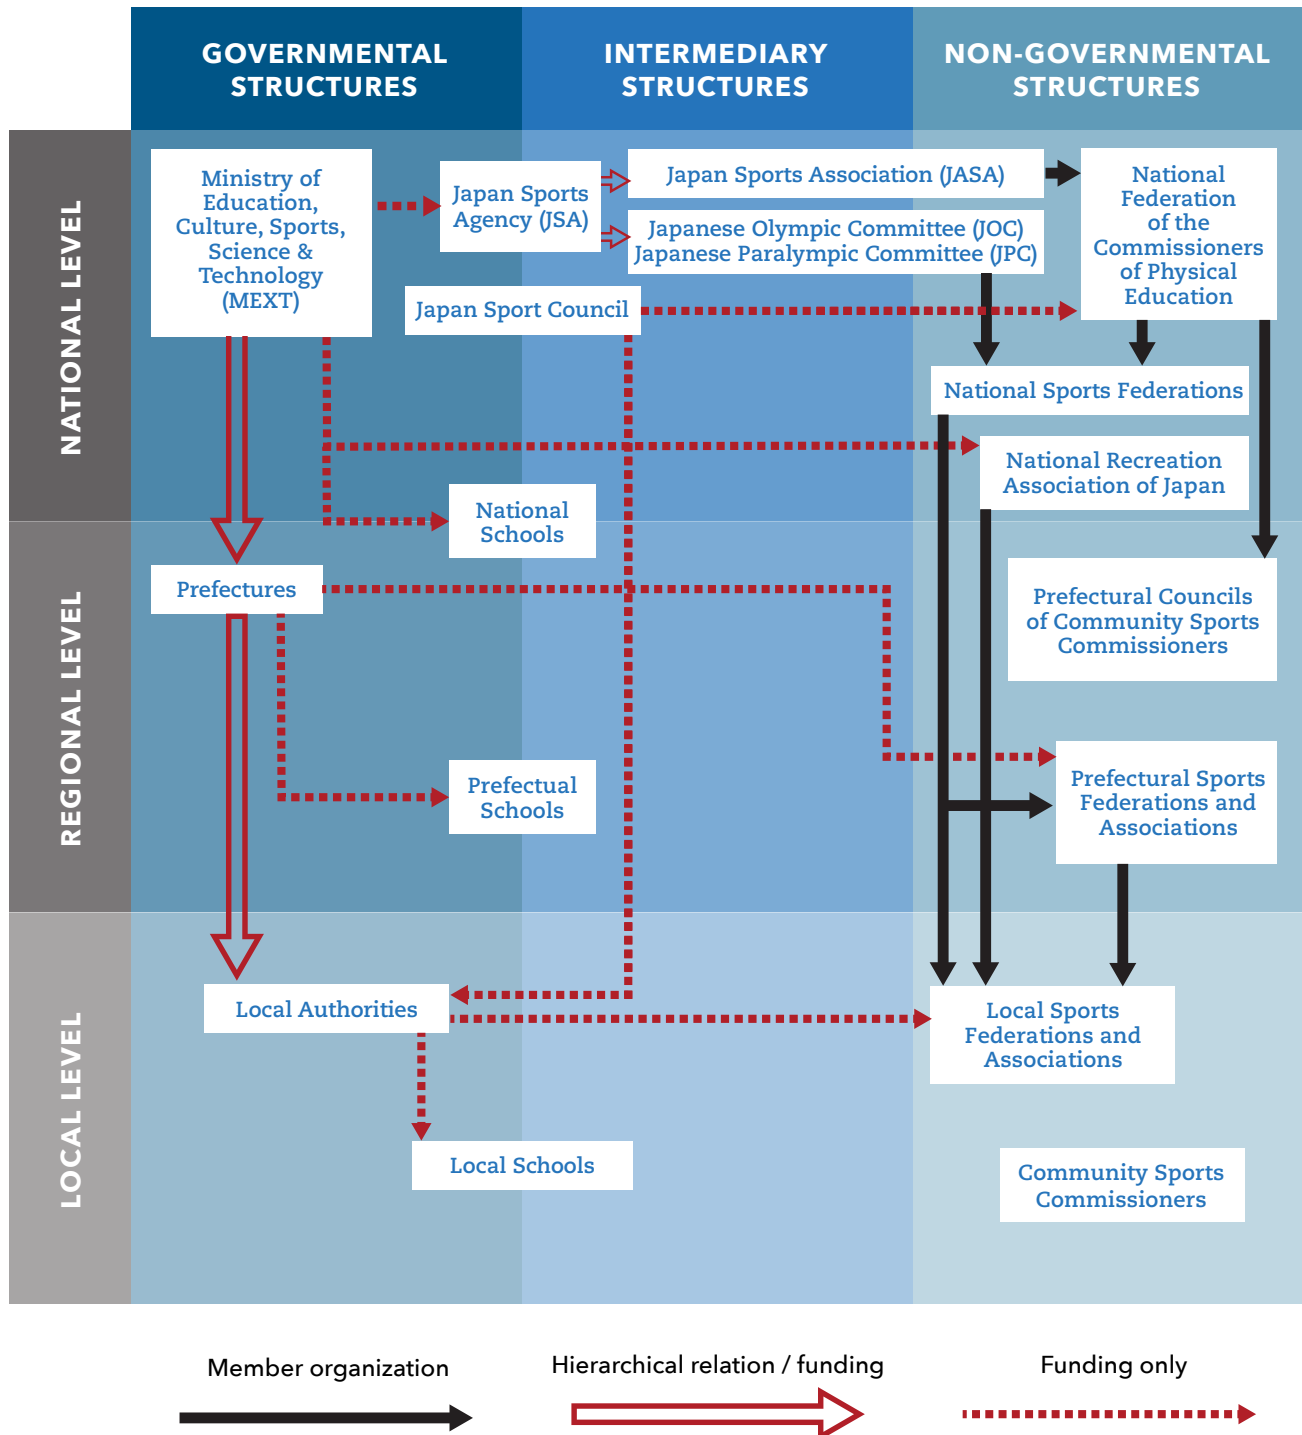 GOVERNMENTAL
STRUCTURES
INTERMEDIARY
STRUCTURES
NON-GOVERNMENTAL
STRUCTURES
NATIONAL LEVEL
Ministry of
Education,
Culture, Sports,
Science &
Technology
(MEXT)
Japan Sports
Agency (JSA)
Japan Sports Association (JASA)
Japanese Olympic Committee (JOC)
Japanese Paralympic Committee (JPC)
National
Federation
of the
Commissioners
of Physical
Education
Japan Sport Council
National Sports Federations
National Recreation
Association of Japan
National
Schools
REGIONAL LEVEL
Prefectures
Prefectural Councils
of Community Sports
Commissioners
Prefectual
Schools
Prefectural Sports
Federations and
Associations
LOCAL LEVEL
Local Authorities
Local Sports
Federations and
Associations
Local Schools
Community Sports
Commissioners
Member organization
Hierarchical relation / funding
Funding only